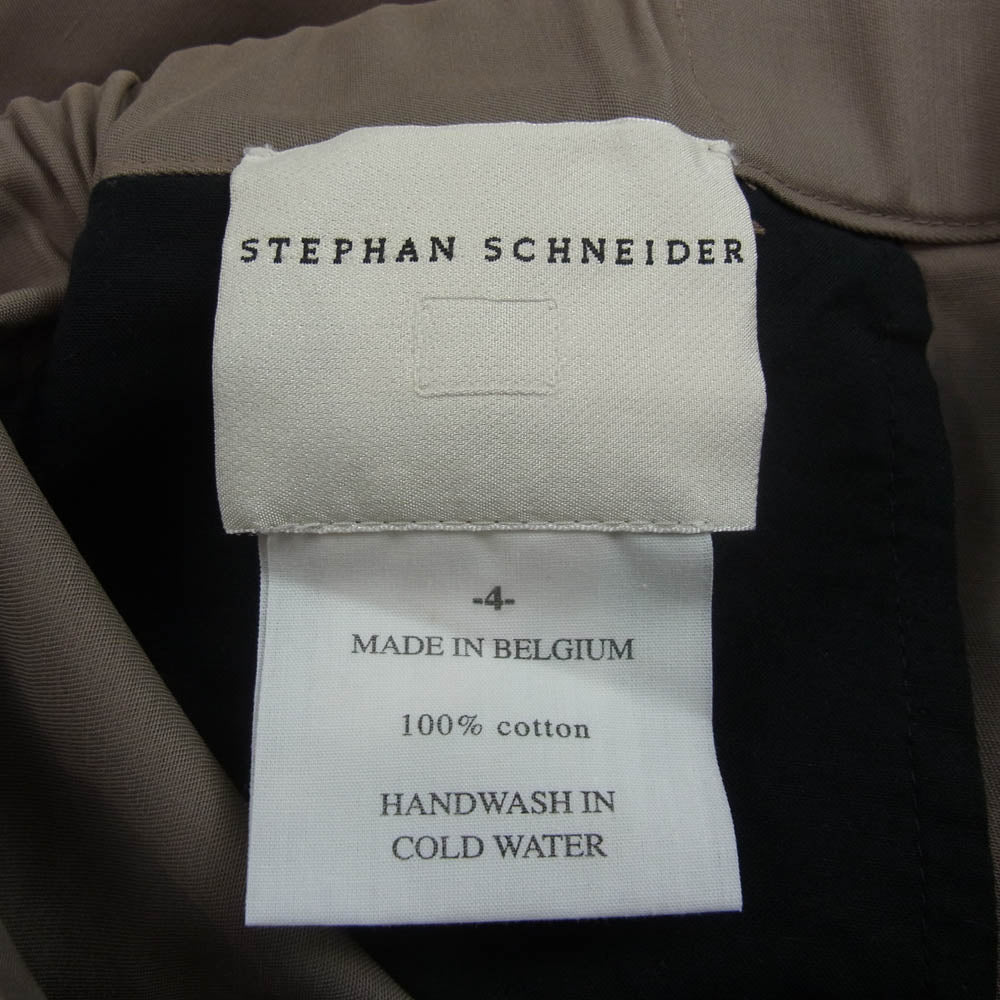 STEPHAN SCHNEIDER
-4-
MADE IN BELGIUM
100% cotton
HANDWASH IN
COLD WATER